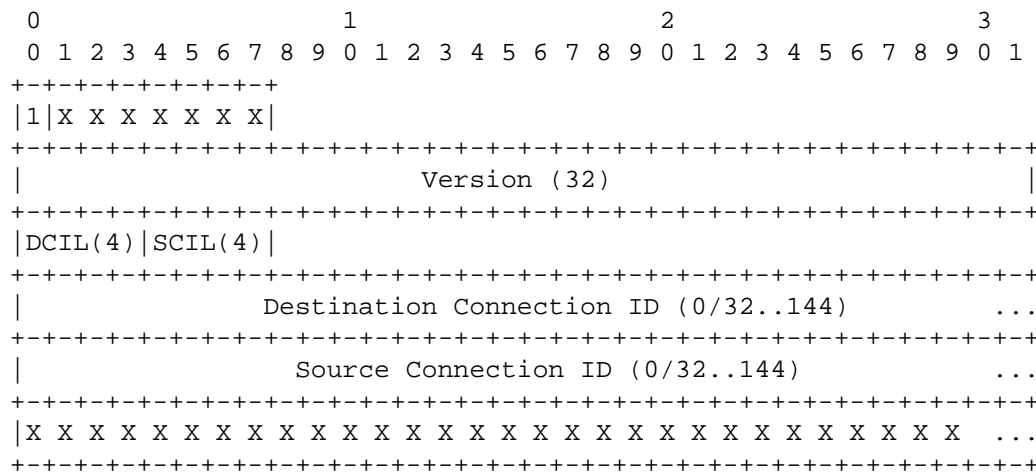 0                   1                   2                   3
0 1 2 3 4 5 6 7 8 9 0 1 2 3 4 5 6 7 8 9 0 1 2 3 4 5 6 7 8 9 0 1
+-+-+-+-+-+-+-+-+
|1|X X X X X X X|
+-+-+-+-+-+-+-+-+-+-+-+-+-+-+-+-+-+-+-+-+-+-+-+-+-+-+-+-+-+-+-+-+
|                         Version (32)                          |
+-+-+-+-+-+-+-+-+-+-+-+-+-+-+-+-+-+-+-+-+-+-+-+-+-+-+-+-+-+-+-+-+
|DCIL(4)|SCIL(4)|
+-+-+-+-+-+-+-+-+-+-+-+-+-+-+-+-+-+-+-+-+-+-+-+-+-+-+-+-+-+-+-+-+
|               Destination Connection ID (0/32..144)         ...
+-+-+-+-+-+-+-+-+-+-+-+-+-+-+-+-+-+-+-+-+-+-+-+-+-+-+-+-+-+-+-+-+
|                 Source Connection ID (0/32..144)            ...
+-+-+-+-+-+-+-+-+-+-+-+-+-+-+-+-+-+-+-+-+-+-+-+-+-+-+-+-+-+-+-+-+
|X X X X X X X X X X X X X X X X X X X X X X X X X X X X X X  ...
+-+-+-+-+-+-+-+-+-+-+-+-+-+-+-+-+-+-+-+-+-+-+-+-+-+-+-+-+-+-+-+-+